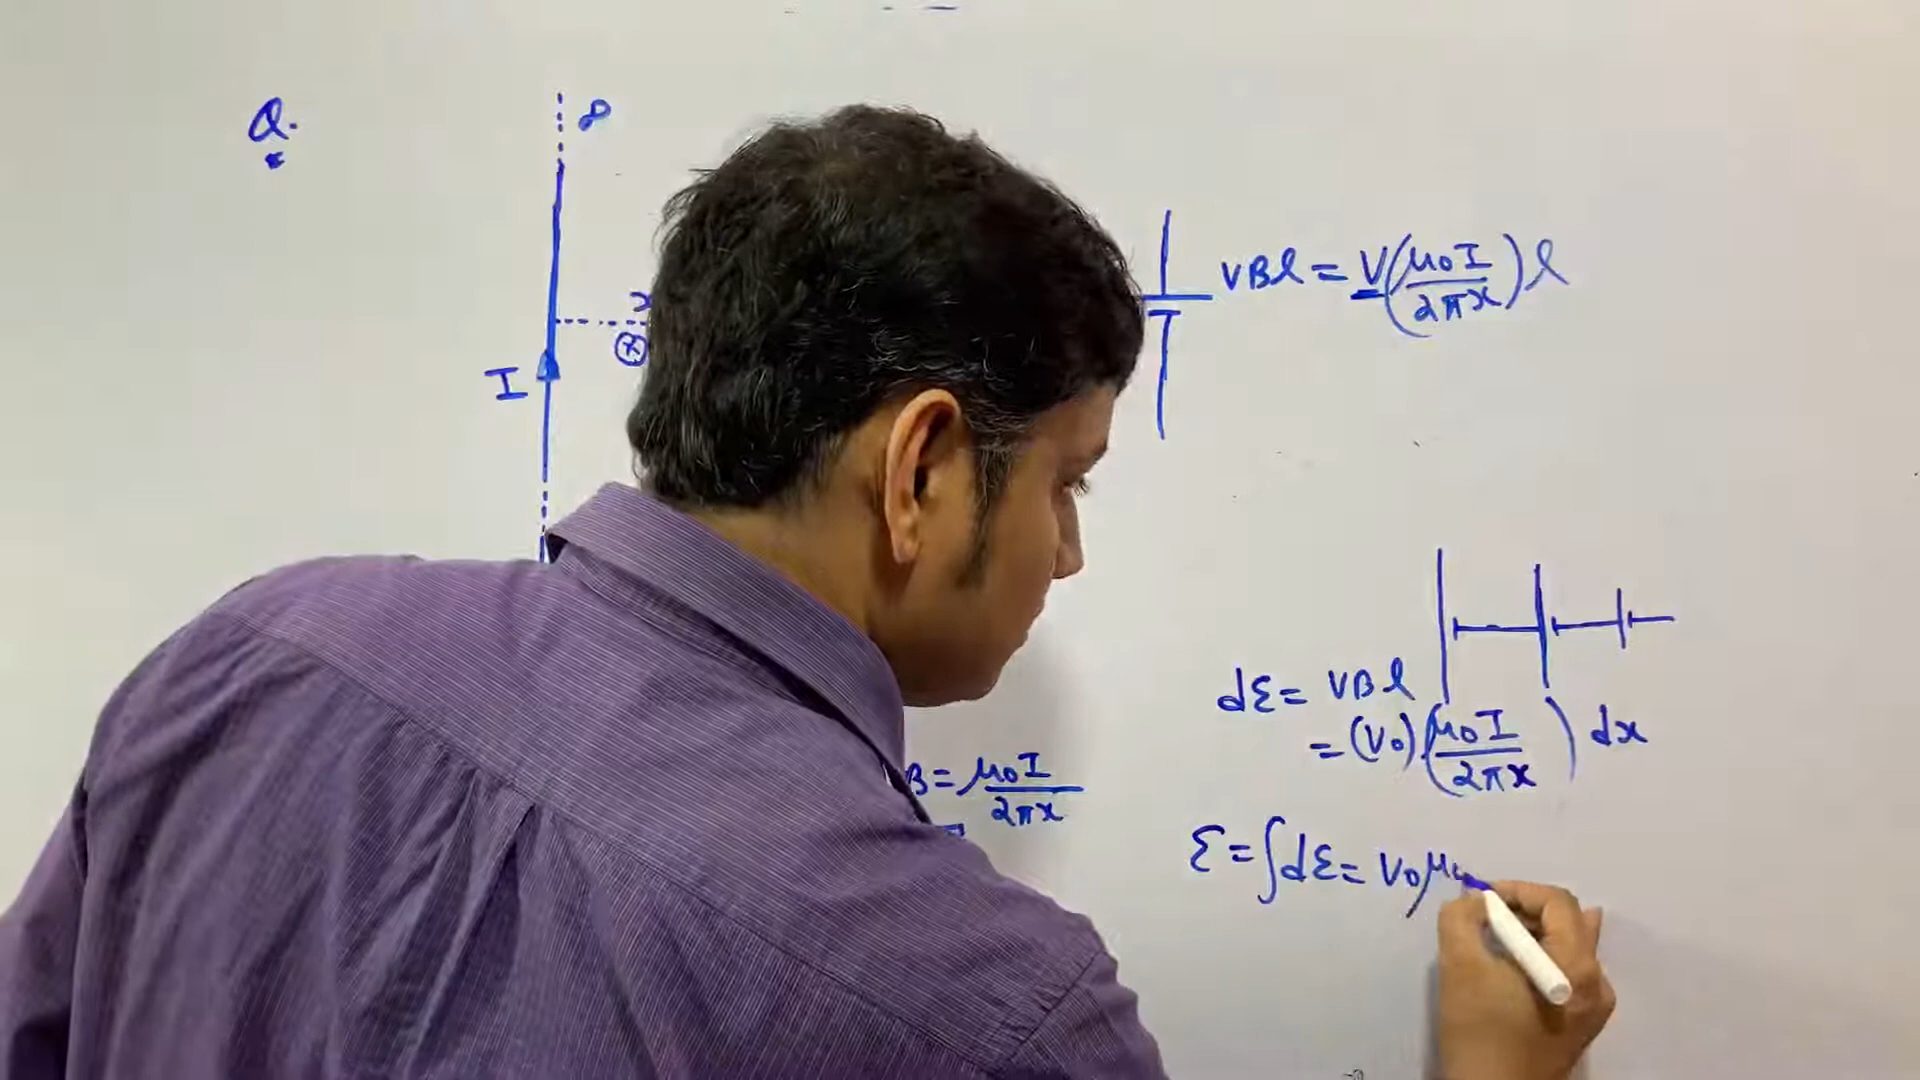 Q.
∞
x
⊗
I
VBl = V(μ₀I/2πx)l
dε = VBl
= (V₀)(μ₀I/2πx)dx
B = μ₀I/2πx
ε = ∫dε = V₀μ₀